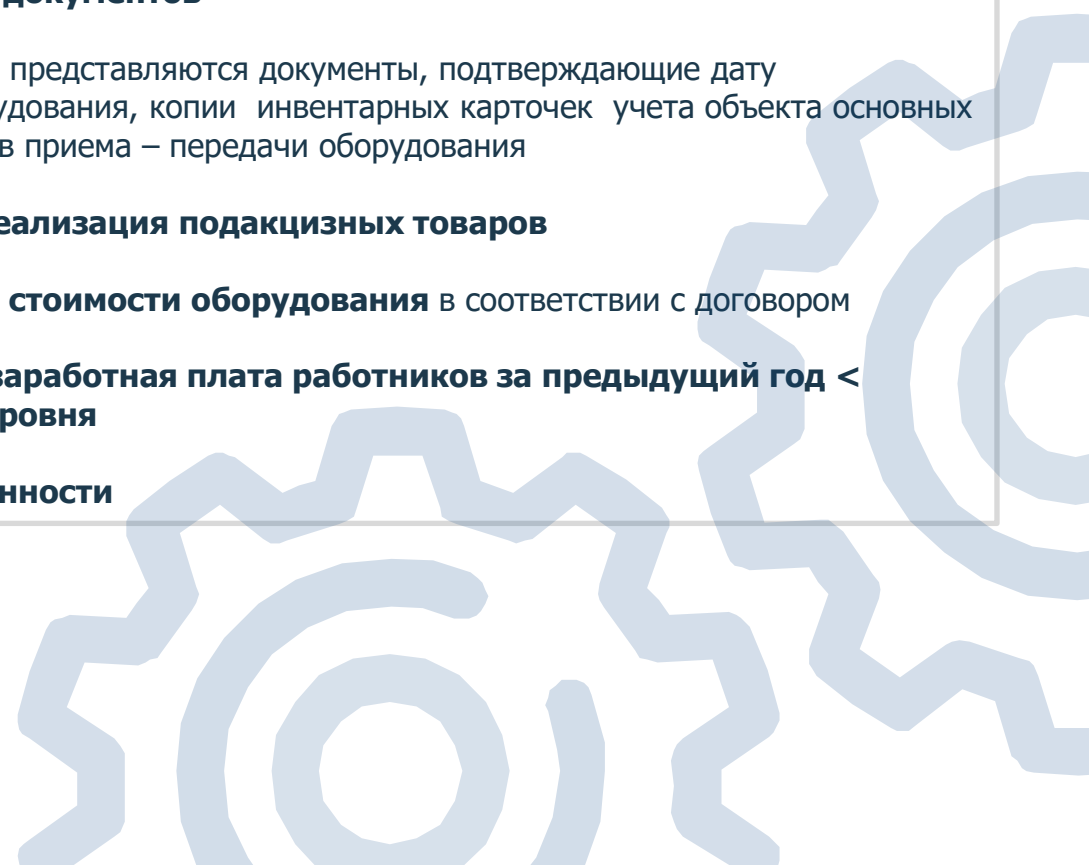 документов
представляются документы, подтверждающие дату
удования, копии инвентарных карточек учета объекта основных
в приема – передачи оборудования
еализация подакцизных товаров
стоимости оборудования в соответствии с договором
заработная плата работников за предыдущий год <
ровня
нности